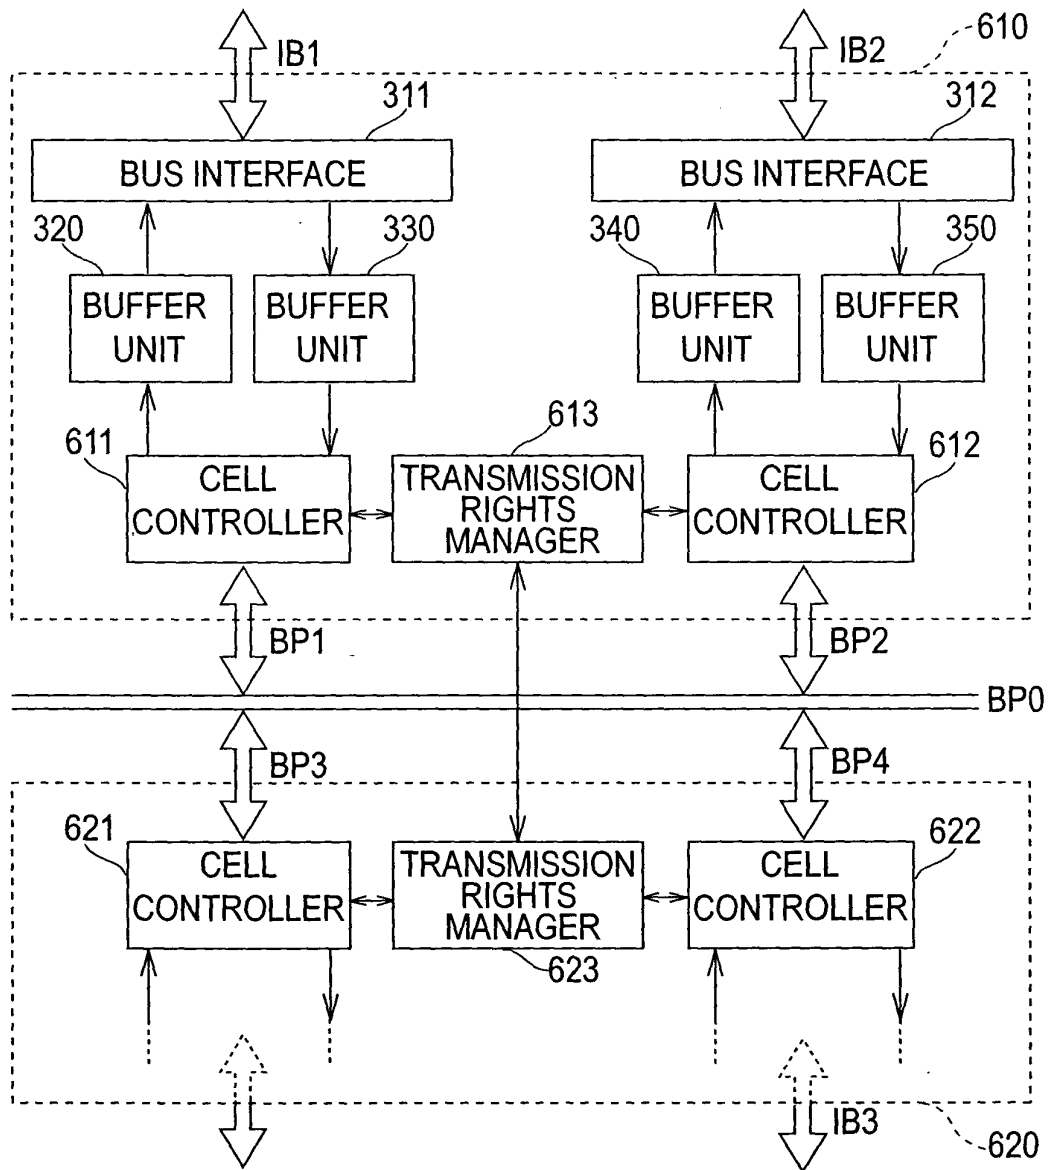 610
IB1
IB2
311
312
BUS INTERFACE
BUS INTERFACE
320
330
340
350
BUFFER
UNIT
BUFFER
UNIT
BUFFER
UNIT
BUFFER
UNIT
611
613
612
CELL
CONTROLLER
TRANSMISSION
RIGHTS
MANAGER
CELL
CONTROLLER
BP1
BP2
BP0
BP3
BP4
621
622
CELL
CONTROLLER
TRANSMISSION
RIGHTS
MANAGER
CELL
CONTROLLER
623
IB3
620